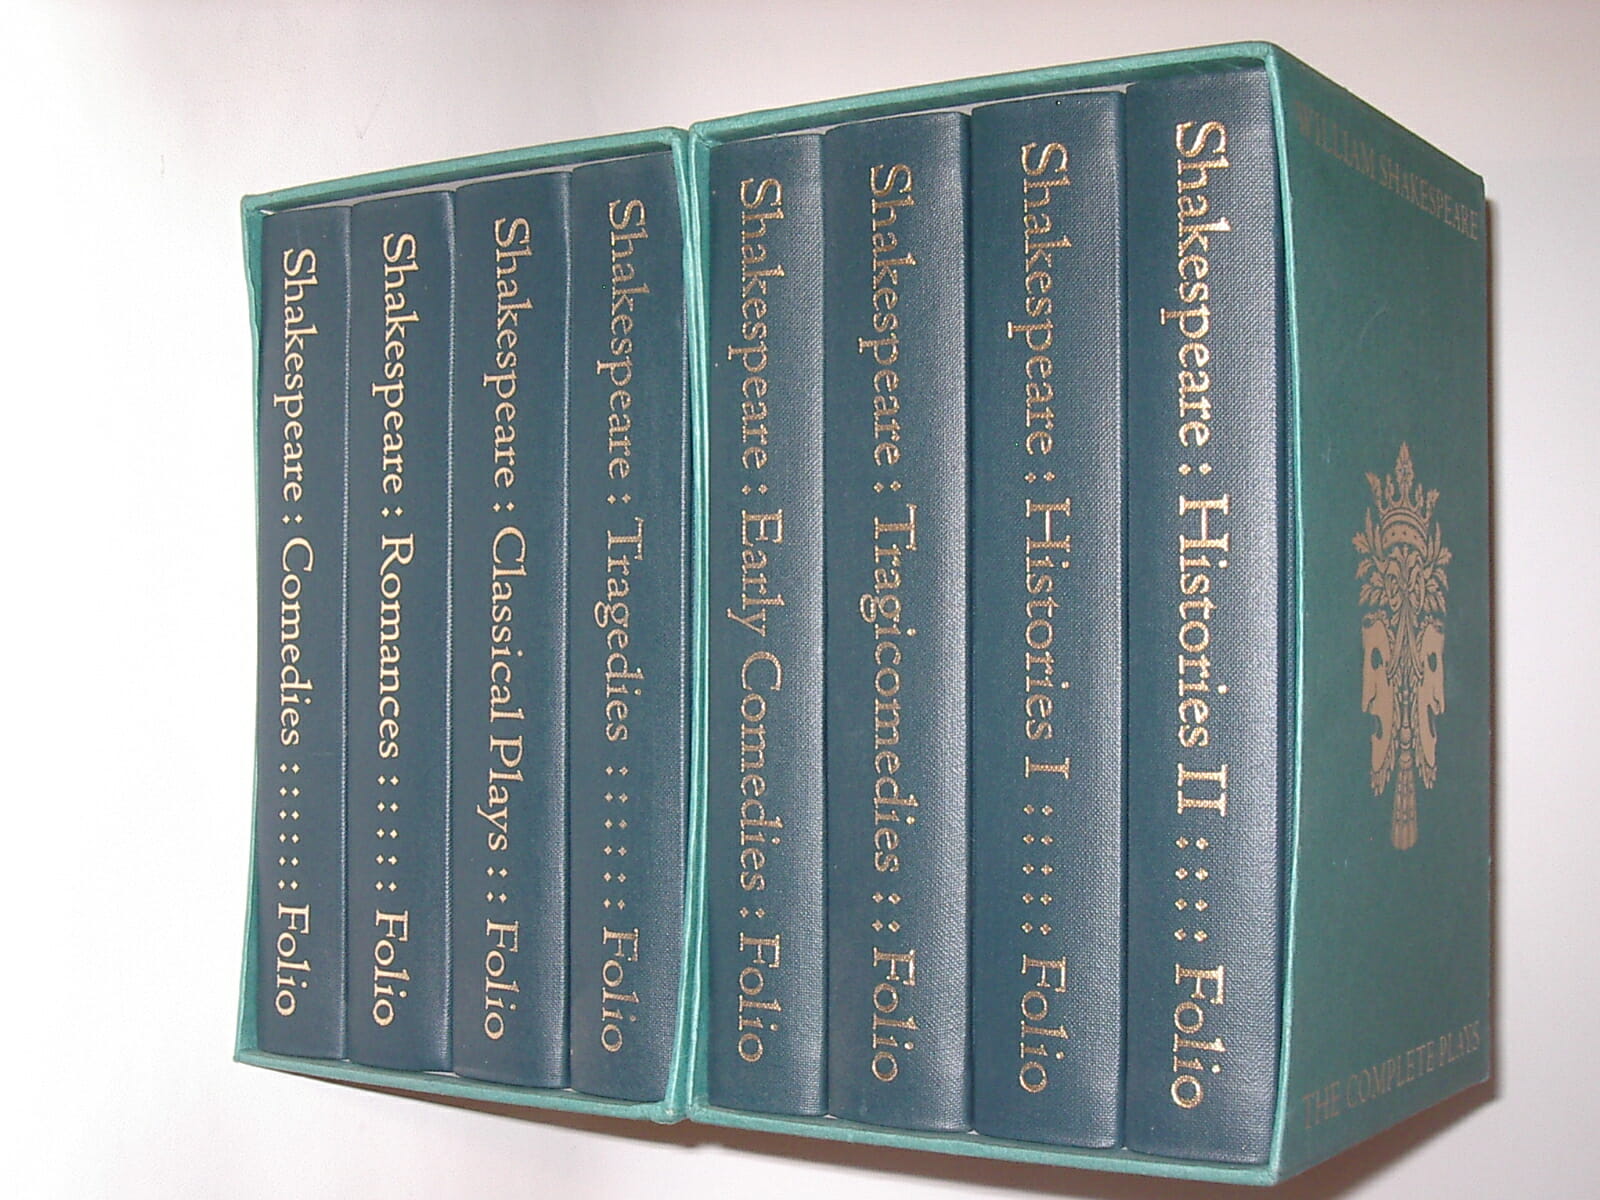 Shakespeare : Comedies : : : : : : Folio
Shakespeare : Romances : : : : : Folio
Shakespeare : Classical Plays : : Folio
Shakespeare : Tragedies : : : : : : Folio
Shakespeare : Early Comedies : Folio
Shakespeare : Tragicomedies : : Folio
Shakespeare : Histories I : : : : : Folio
Shakespeare : Histories II : : : : Folio
WILLIAM SHAKESPEARE
THE COMPLETE PLAYS